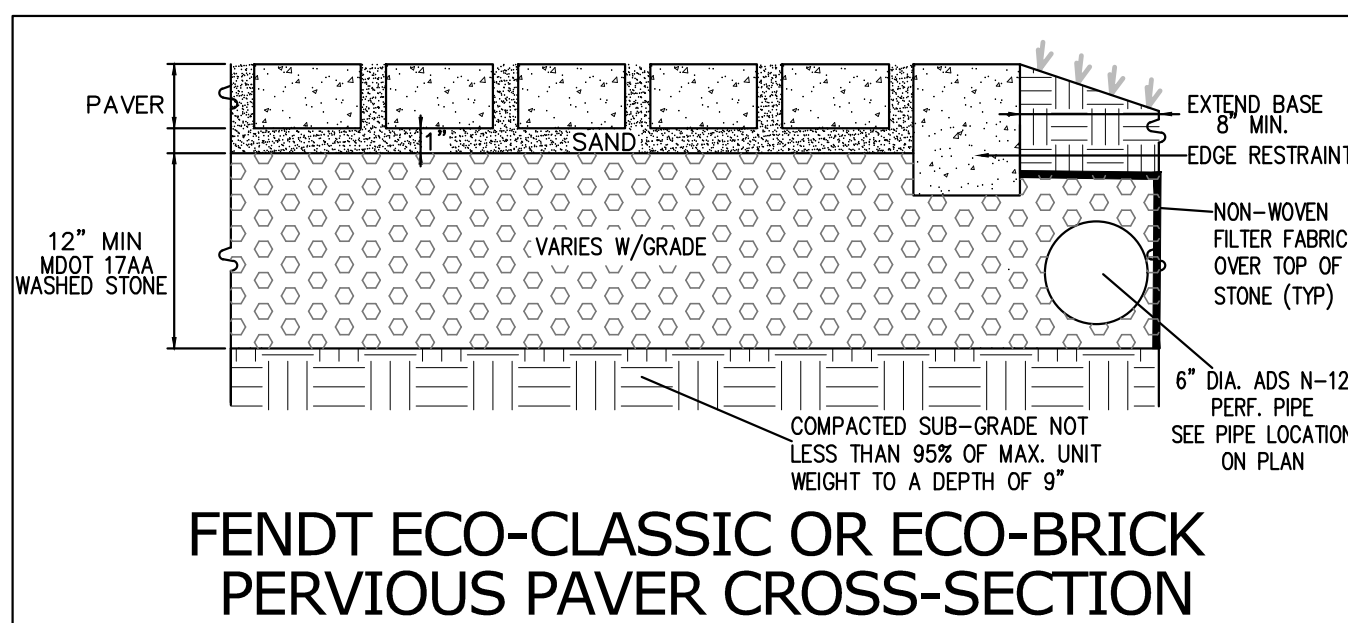 PAVER
1"
SAND
EXTEND BASE
8" MIN.
EDGE RESTRAINT
12" MIN
MDOT 17AA
WASHED STONE
VARIES W/GRADE
NON-WOVEN
FILTER FABRIC
OVER TOP OF
STONE (TYP)
6" DIA. ADS N-12
PERF. PIPE
SEE PIPE LOCATION
ON PLAN
COMPACTED SUB-GRADE NOT
LESS THAN 95% OF MAX. UNIT
WEIGHT TO A DEPTH OF 9"
FENDT ECO-CLASSIC OR ECO-BRICK
PERVIOUS PAVER CROSS-SECTION